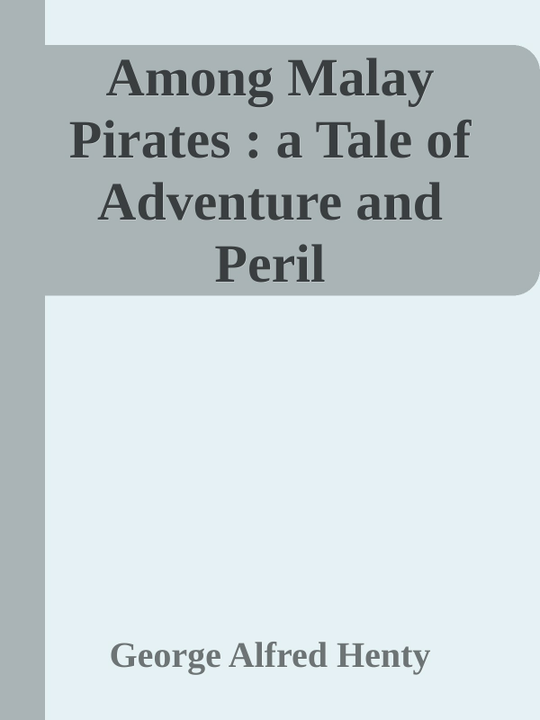 Among Malay
Pirates : a Tale of
Adventure and
Peril
George Alfred Henty